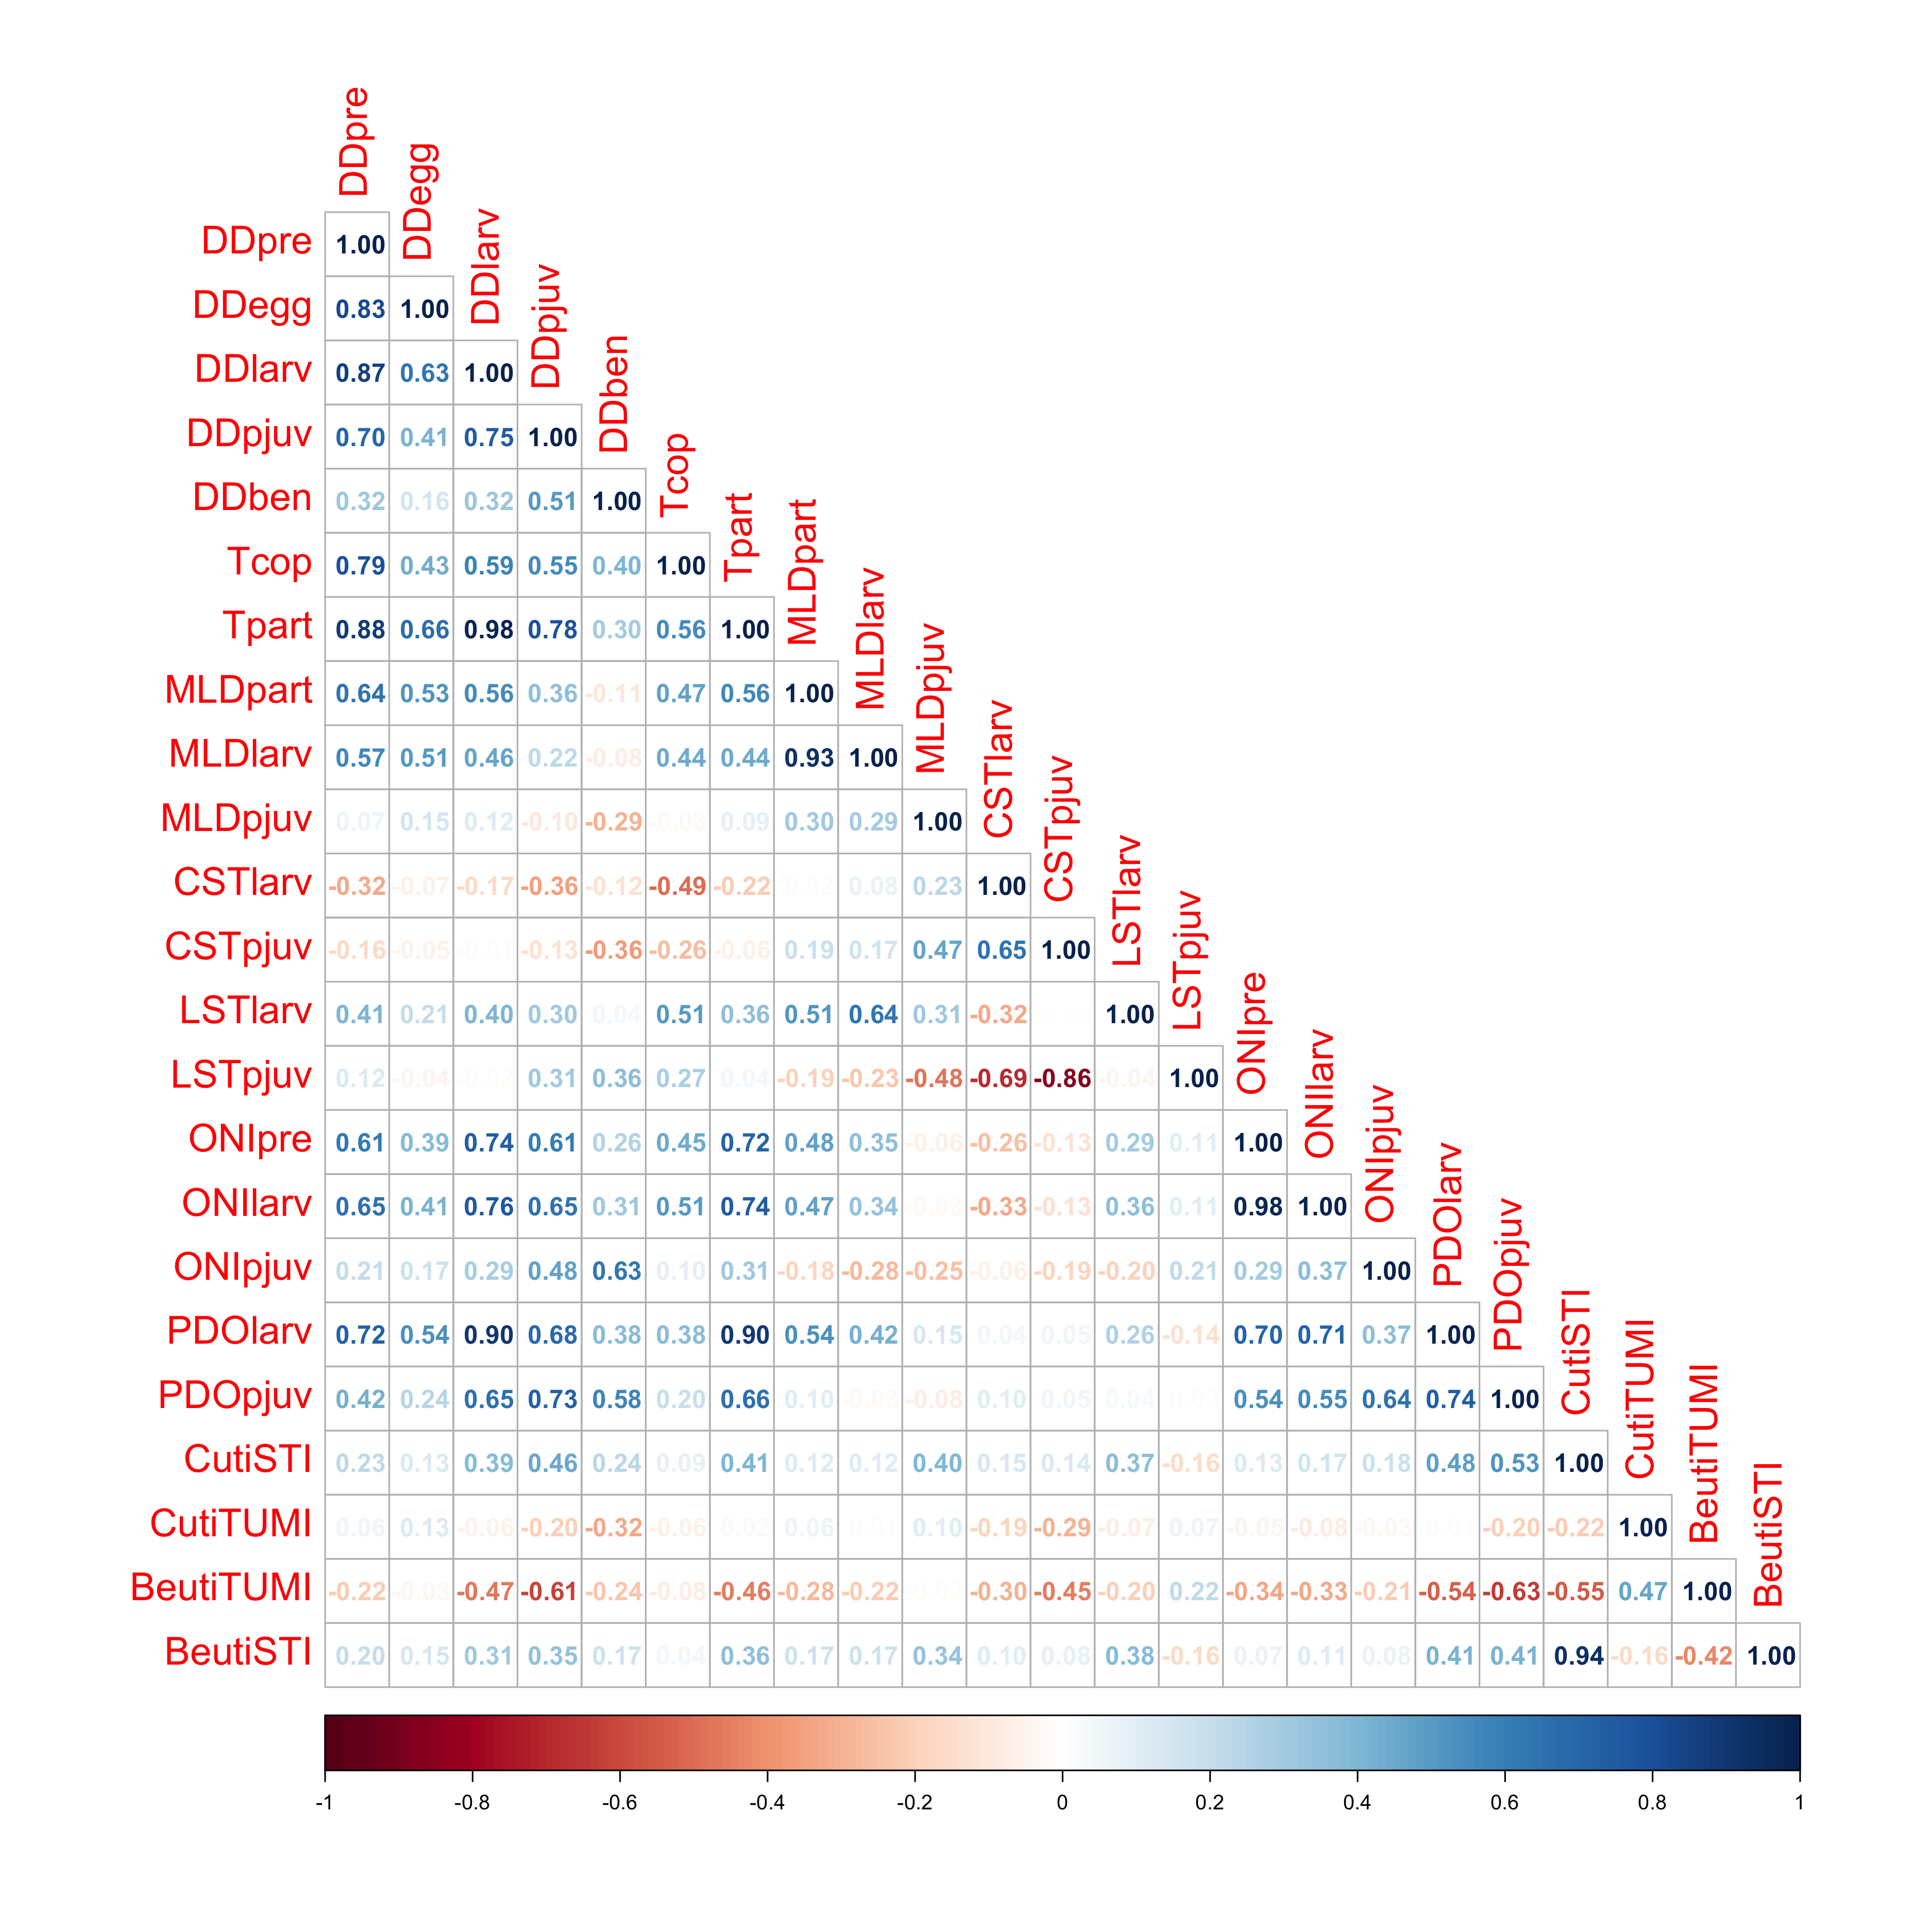 DDpre
DDegg
DDlarv
DDpjuv
DDben
Tcop
Tpart
MLDpart
MLDlarv
MLDpjuv
CSTlarv
CSTpjuv
LSTlarv
LSTpjuv
ONIpre
ONIlarv
ONIpjuv
PDOlarv
PDOpjuv
CutiSTI
CutiTUMI
BeutiTUMI
BeutiSTI
DDpre 1.00
DDegg 0.83 1.00
DDlarv 0.87 0.63 1.00
DDpjuv 0.70 0.41 0.75 1.00
DDben 0.32 0.16 0.32 0.51 1.00
Tcop 0.79 0.43 0.59 0.55 0.40 1.00
Tpart 0.88 0.66 0.98 0.78 0.30 0.56 1.00
MLDpart 0.64 0.53 0.56 0.36 -0.11 0.47 0.56 1.00
MLDlarv 0.57 0.51 0.46 0.22 -0.08 0.44 0.44 0.93 1.00
MLDpjuv 0.07 0.15 0.12 -0.10 -0.29 -0.03 0.09 0.30 0.29 1.00
CSTlarv -0.32 -0.07 -0.17 -0.36 -0.12 -0.49 -0.22 0.02 0.08 0.23 1.00
CSTpjuv -0.16 -0.05 -0.01 -0.13 -0.36 -0.26 -0.06 0.19 0.17 0.47 0.65 1.00
LSTlarv 0.41 0.21 0.40 0.30 0.04 0.51 0.36 0.51 0.64 0.31 -0.32 1.00
LSTpjuv 0.12 -0.04 -0.02 0.31 0.36 0.27 0.04 -0.19 -0.23 -0.48 -0.69 -0.86 -0.04 1.00
ONIpre 0.61 0.39 0.74 0.61 0.26 0.45 0.72 0.48 0.35 -0.06 -0.26 -0.13 0.29 0.11 1.00
ONIlarv 0.65 0.41 0.76 0.65 0.31 0.51 0.74 0.47 0.34 -0.03 -0.33 -0.13 0.36 0.11 0.98 1.00
ONIpjuv 0.21 0.17 0.29 0.48 0.63 0.10 0.31 -0.18 -0.28 -0.25 -0.06 -0.19 -0.20 0.21 0.29 0.37 1.00
PDOlarv 0.72 0.54 0.90 0.68 0.38 0.38 0.90 0.54 0.42 0.15 0.04 0.05 0.26 -0.14 0.70 0.71 0.37 1.00
PDOpjuv 0.42 0.24 0.65 0.73 0.58 0.20 0.66 0.10 -0.03 -0.08 0.10 0.05 0.04 0.02 0.54 0.55 0.64 0.74 1.00
CutiSTI 0.23 0.13 0.39 0.46 0.24 0.09 0.41 0.12 0.12 0.40 0.15 0.14 0.37 -0.16 0.13 0.17 0.18 0.48 0.53 1.00
CutiTUMI 0.06 0.13 -0.06 -0.20 -0.32 -0.06 0.02 0.06 0.10 -0.19 -0.29 -0.07 0.07 -0.05 -0.08 -0.03 -0.20 -0.22 1.00
BeutiTUMI -0.22 -0.03 -0.47 -0.61 -0.24 -0.08 -0.46 -0.28 -0.22 -0.30 -0.45 -0.20 0.22 -0.34 -0.33 -0.21 -0.54 -0.63 -0.55 0.47 1.00
BeutiSTI 0.20 0.15 0.31 0.35 0.17 0.04 0.36 0.17 0.17 0.34 0.10 0.08 0.38 -0.16 0.07 0.11 0.08 0.41 0.41 0.94 -0.16 -0.42 1.00
-1 -0.8 -0.6 -0.4 -0.2 0 0.2 0.4 0.6 0.8 1